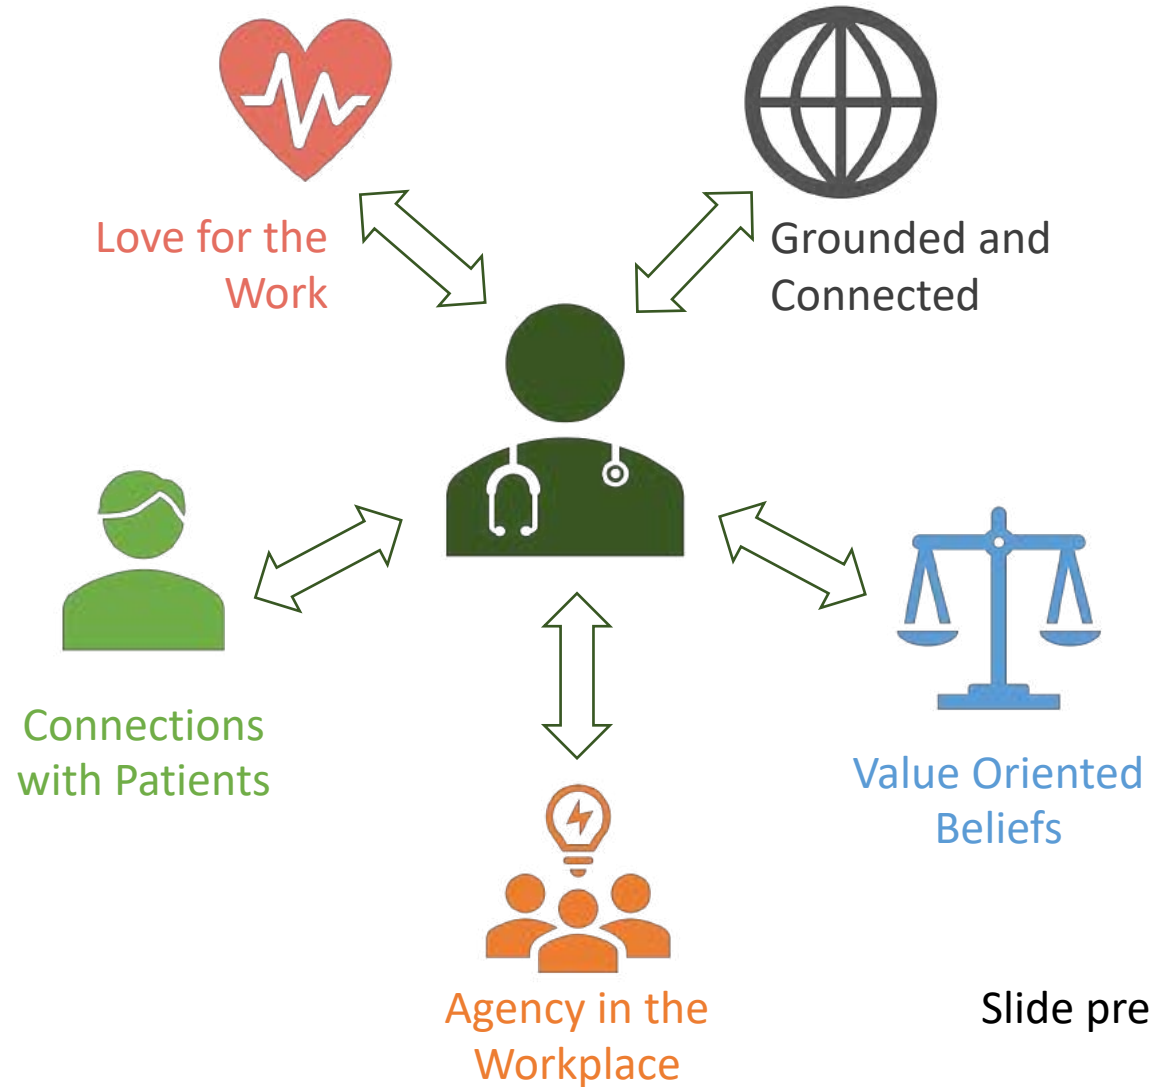 Love for the
Work
Grounded and
Connected
Connections
with Patients
Value Oriented
Beliefs
Agency in the
Workplace
Slide pre